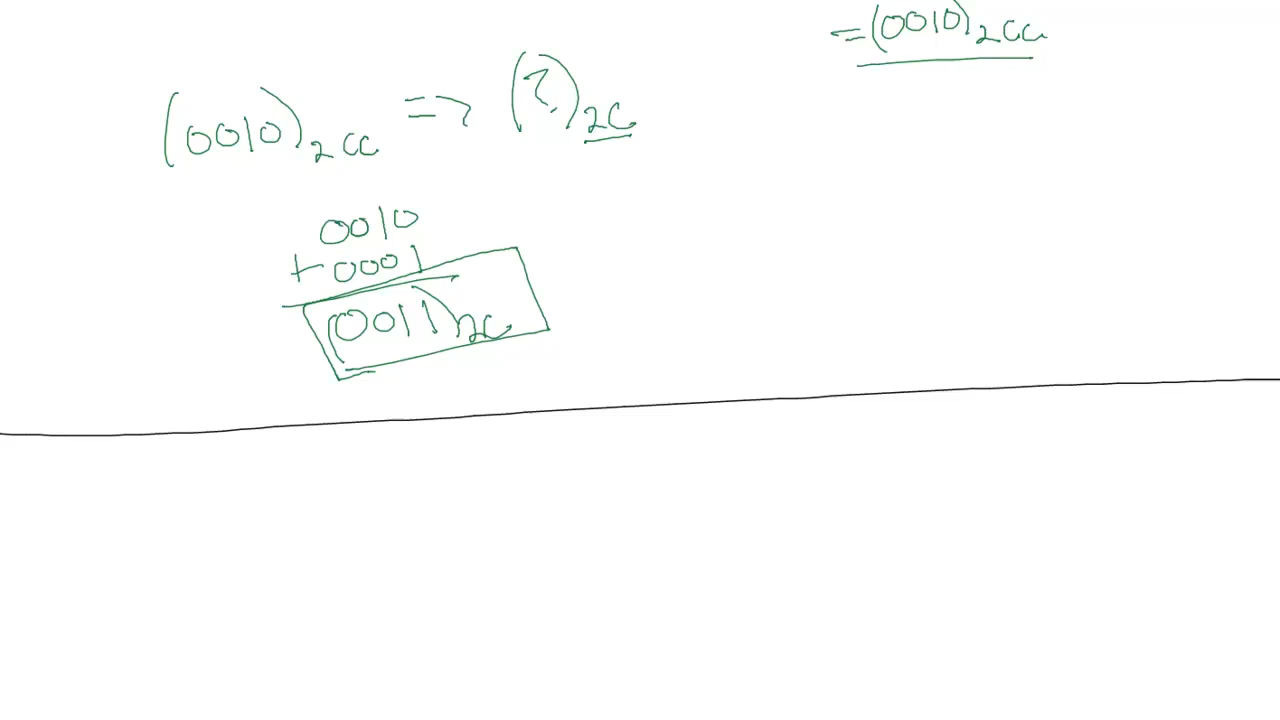 =(0010)2CC
(0010)2CC => (?)2C
0010
+0001
(0011)2C